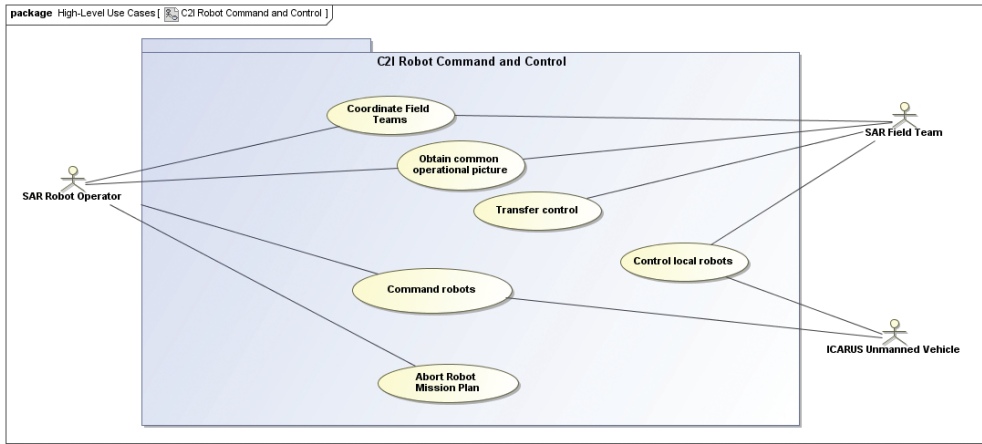 package High-Level Use Cases [ C2I Robot Command and Control ]
C2I Robot Command and Control
Coordinate Field
Teams
SAR Field Team
Obtain common
operational picture
SAR Robot Operator
Transfer control
Control local robots
Command robots
ICARUS Unmanned Vehicle
Abort Robot
Mission Plan